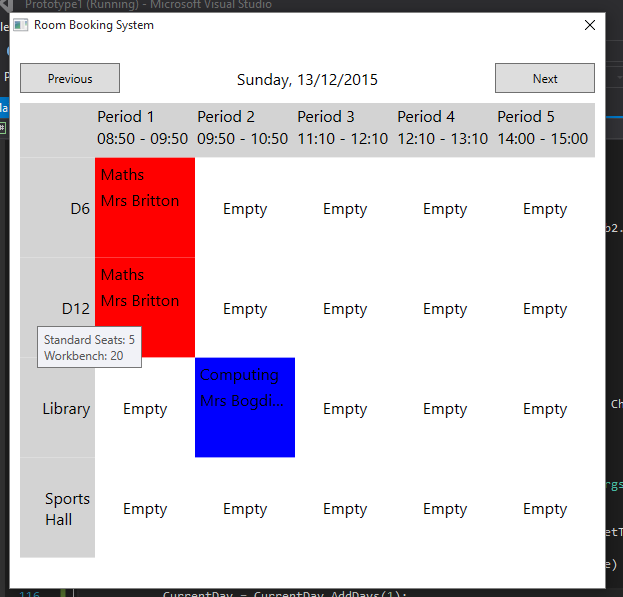 Prototype1 (Running) - Microsoft Visual Studio
Room Booking System
Previous
Sunday, 13/12/2015
Next
Period 1
08:50 - 09:50
Period 2
09:50 - 10:50
Period 3
11:10 - 12:10
Period 4
12:10 - 13:10
Period 5
14:00 - 15:00
D6
Maths
Mrs Britton
Empty
Empty
Empty
Empty
D12
Maths
Mrs Britton
Empty
Empty
Empty
Empty
Standard Seats: 5
Workbench: 20
Library
Empty
Computing
Mrs Bogdi...
Empty
Empty
Empty
Sports
Hall
Empty
Empty
Empty
Empty
Empty
116 CurrentDay = CurrentDay.AddDays(1);